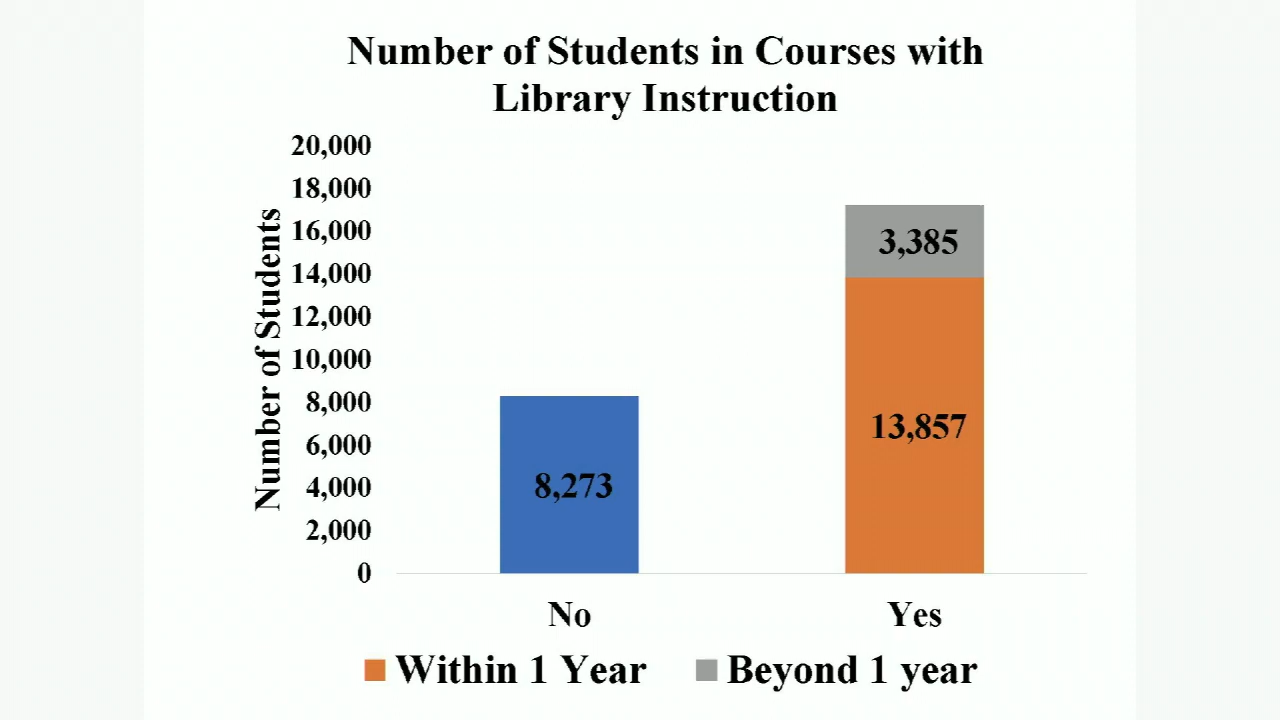 Number of Students in Courses with
Library Instruction
Number of Students
20,000
18,000
16,000
14,000
12,000
10,000
8,000
6,000
4,000
2,000
0
3,385
13,857
8,273
No
Yes
Within 1 Year
Beyond 1 year